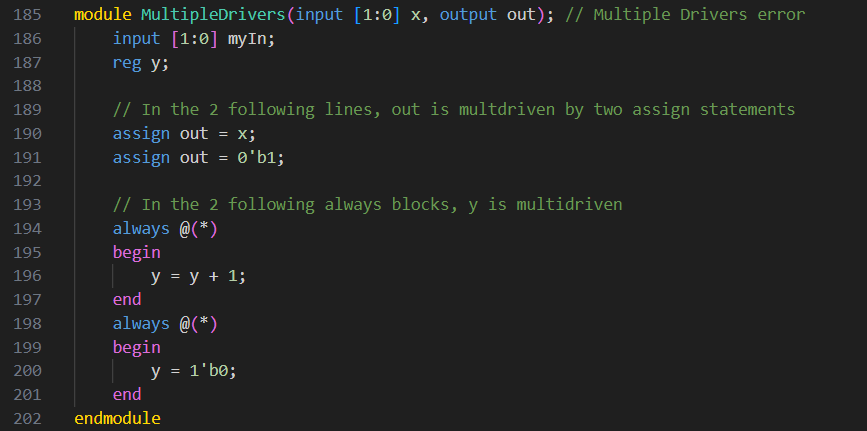 185 module MultipleDrivers(input [1:0] x, output out); // Multiple Drivers error
186 input [1:0] myIn;
187 reg y;
188
189 // In the 2 following lines, out is multdriven by two assign statements
190 assign out = x;
191 assign out = 0'b1;
192
193 // In the 2 following always blocks, y is multidriven
194 always @(*)
195 begin
196 y = y + 1;
197 end
198 always @(*)
199 begin
200 y = 1'b0;
201 end
202 endmodule